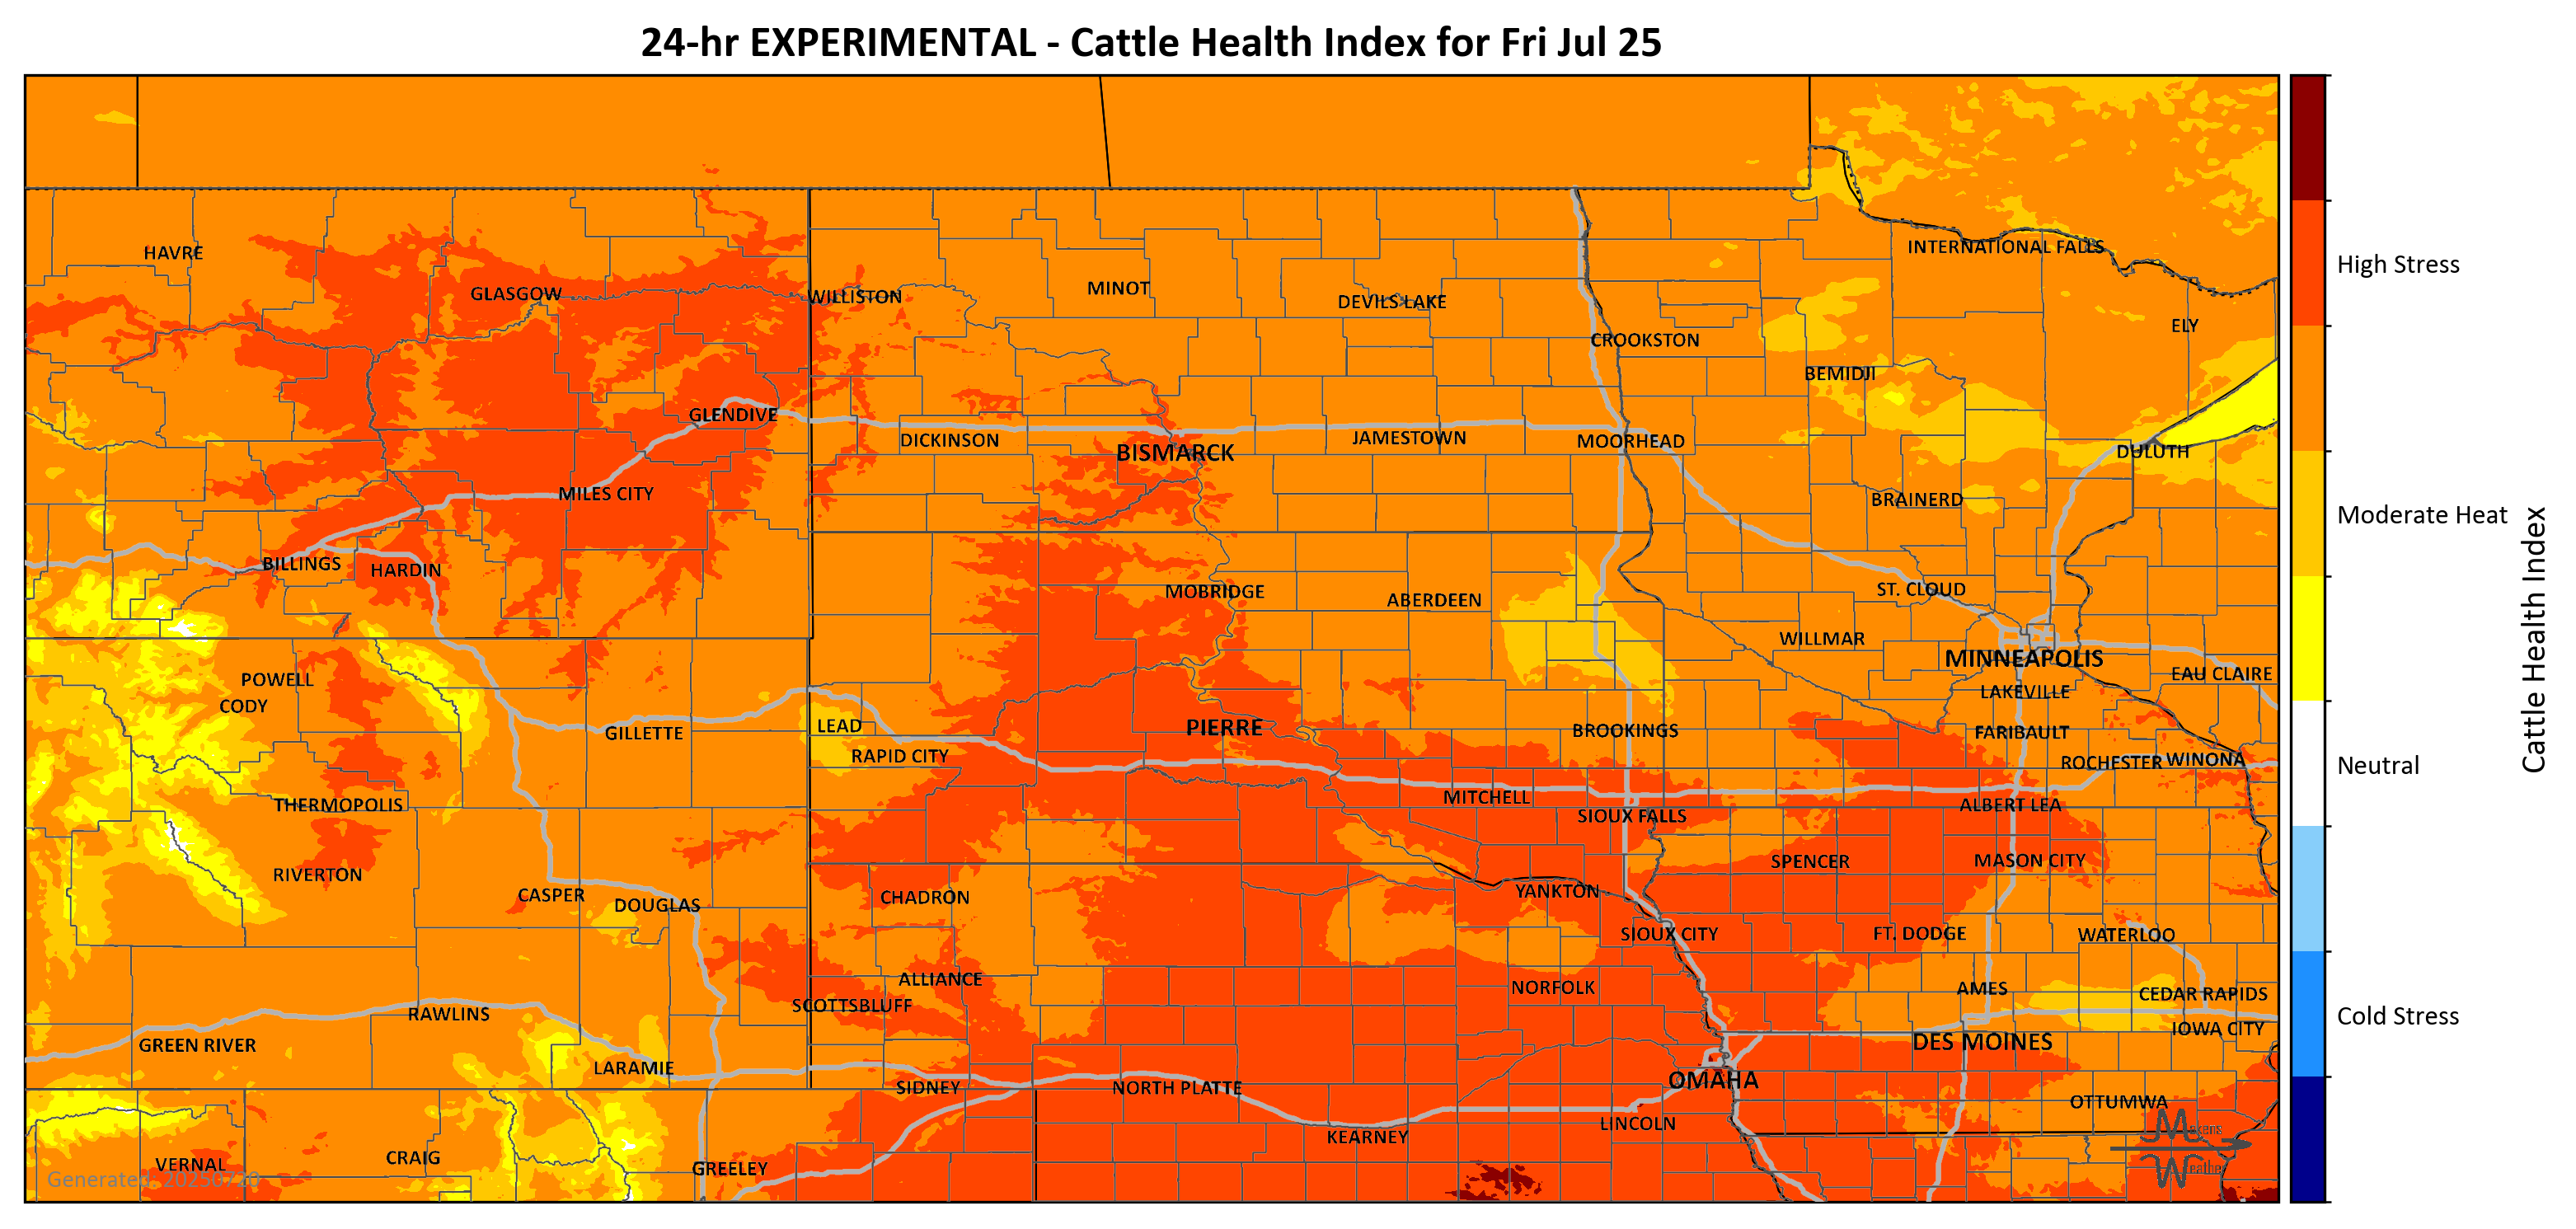 24-hr EXPERIMENTAL - Cattle Health Index for Fri Jul 25
HAVRE
INTERNATIONAL FALLS
GLASGOW
WILLISTON
MINOT
DEVILS LAKE
ELY
CROOKSTON
BEMIDJI
GLENDIVE
DICKINSON
BISMARCK
JAMESTOWN
MOORHEAD
DULUTH
MILES CITY
BRAINERD
BILLINGS
HARDIN
MOBRIDGE
ABERDEEN
ST. CLOUD
WILLMAR
MINNEAPOLIS
EAU CLAIRE
POWELL
LAKEVILLE
CODY
LEAD
PIERRE
GILLETTE
BROOKINGS
FARIBAULT
RAPID CITY
ROCHESTER
WINONA
THERMOPOLIS
MITCHELL
ALBERT LEA
SIOUX FALLS
RIVERTON
SPENCER
MASON CITY
CASPER
DOUGLAS
CHADRON
YANKTON
SIOUX CITY
FT. DODGE
WATERLOO
ALLIANCE
NORFOLK
AMES
CEDAR RAPIDS
SCOTTSBLUFF
RAWLINS
IOWA CITY
GREEN RIVER
DES MOINES
LARAMIE
SIDNEY
NORTH PLATTE
OMAHA
OTTUMWA
LINCOLN
KEARNEY
VERNAL
CRAIG
GREELEY
Generated: 20250720
Makens
Weather
High Stress
Moderate Heat
Neutral
Cold Stress
Cattle Health Index